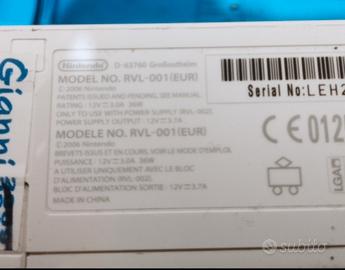 Nintendo D-63760 Großostheim
MODEL NO. RVL-001(EUR)
PATENTS ISSUED AND PENDING, SEE MANUAL.
© 2006 Nintendo
RATING : 12V 3.0A 36W
ONLY TO USE WITH POWER SUPPLY (RVL-002)
POWER SUPPLY OUTPUT : 12V 3.7A
MODELE NO. RVL-001(EUR)
© 2006 Nintendo
BREVETS ISSUS ET EN COURS. VOIR LE MODE D'EMPLOI.
PUISSANCE : 12V 3.0A 36W
A UTILISER UNIQUEMENT AVEC LE BLOC
D'ALIMENTATION (RVL-002)
BLOC D'ALIMENTATION SORTIE : 12V 3.7A
MADE IN CHINA
FABRIQUÉ EN CHINE
Serial No: LEH2
CE 012
LGA
Gianni
subito